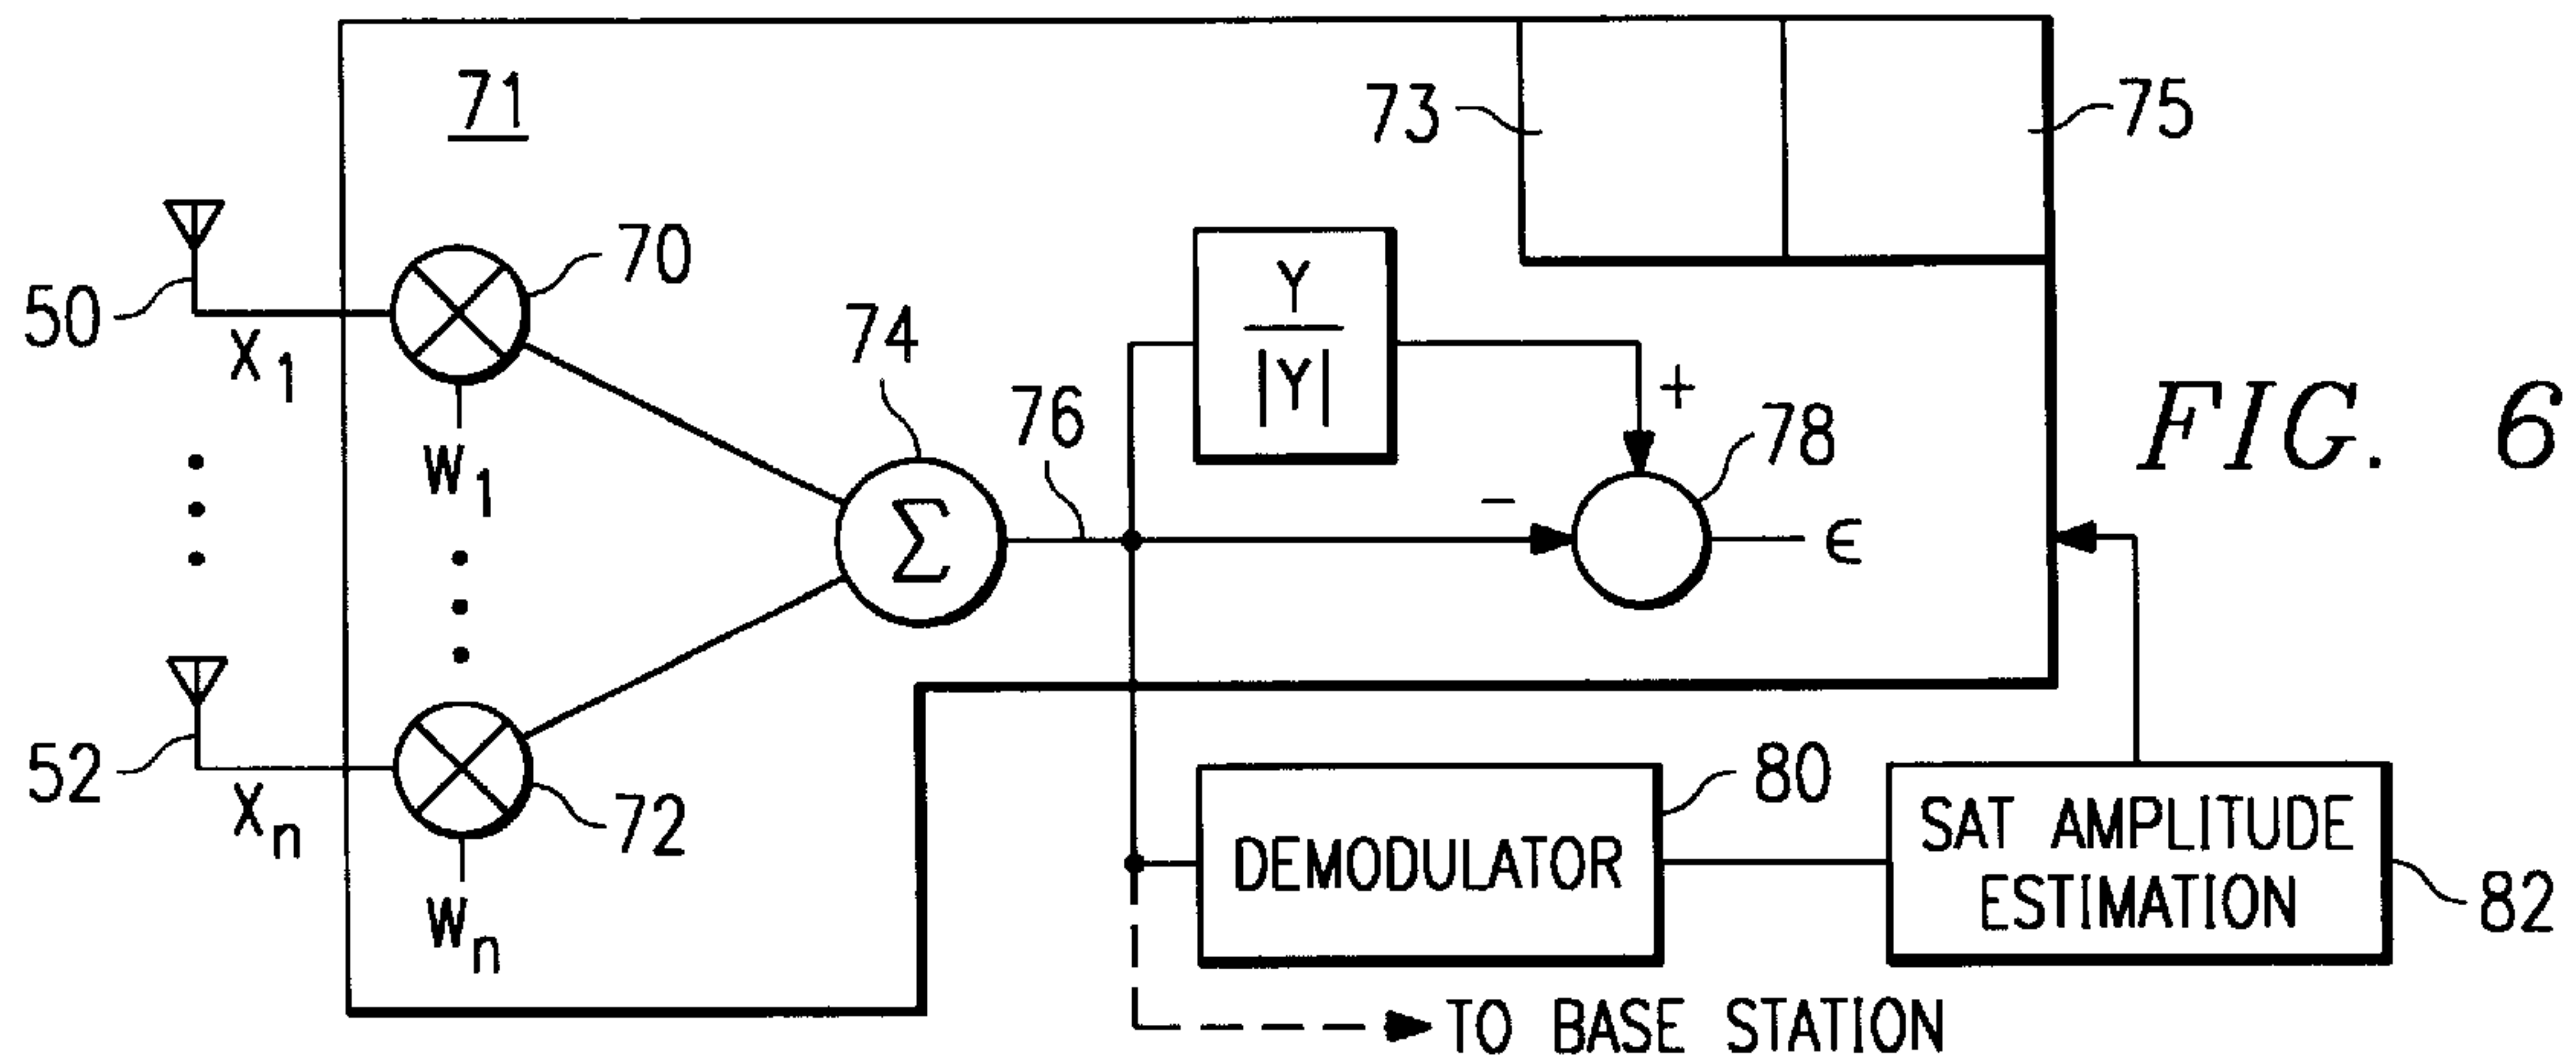 71
73
75
50
X1
70
W1
74
76
Y
|Y|
+
-
78
ϵ
FIG. 6
52
Xn
72
Wn
80
DEMODULATOR
SAT AMPLITUDE
ESTIMATION
82
Σ
TO BASE STATION